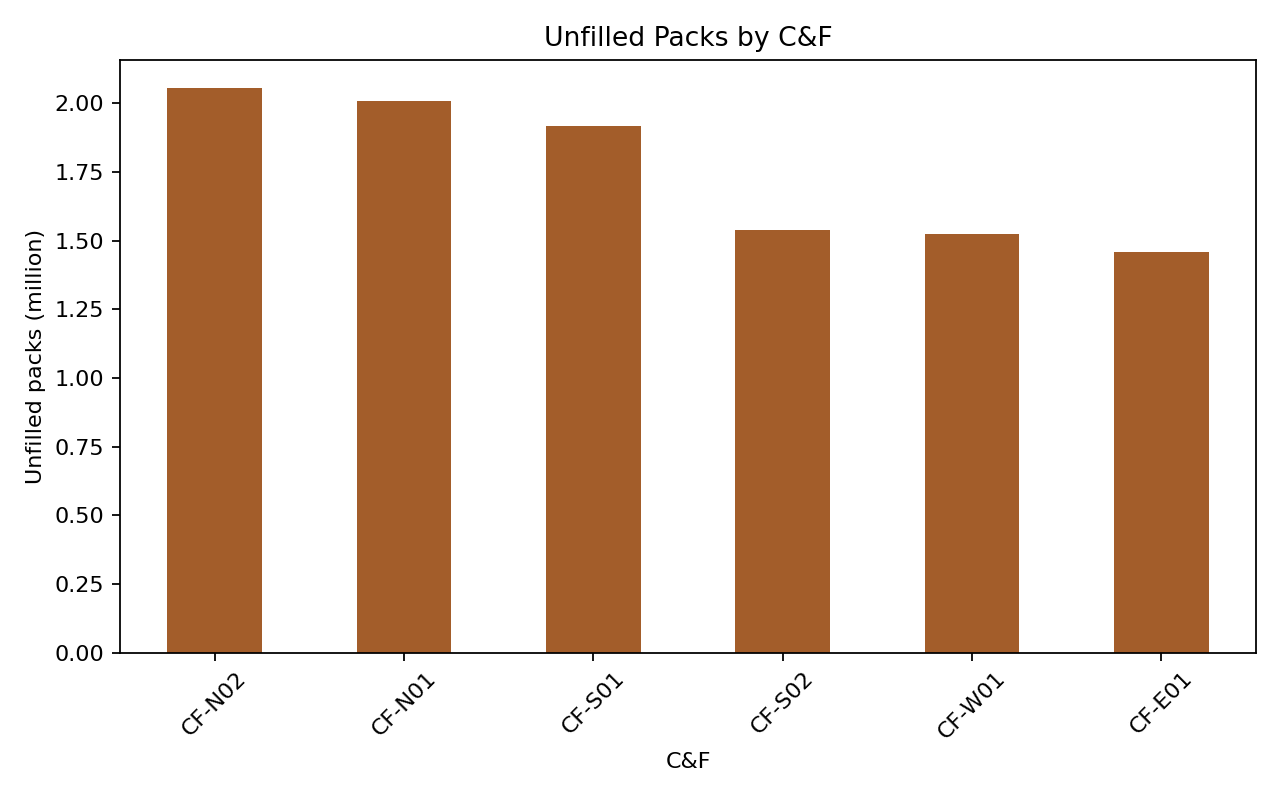 Unfilled Packs by C&F
Unfilled packs (million)
2.00
1.75
1.50
1.25
1.00
0.75
0.50
0.25
0.00
CF-N02
CF-N01
CF-S01
CF-S02
CF-W01
CF-E01
C&F